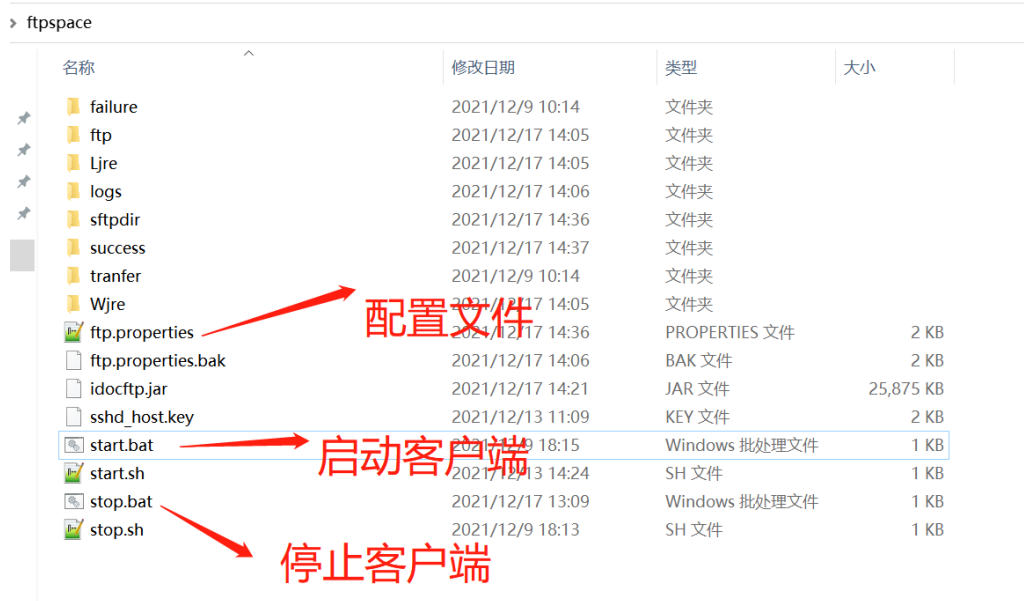 ftpspace
名称 修改日期 类型 大小
failure 2021/12/9 10:14 文件夹
ftp 2021/12/17 14:05 文件夹
Ljre 2021/12/17 14:05 文件夹
logs 2021/12/17 14:06 文件夹
sftpdir 2021/12/17 14:36 文件夹
success 2021/12/17 14:37 文件夹
tranfer 2021/12/9 10:14 文件夹
Wjre 2021/12/17 14:05 文件夹
配置文件
ftp.properties 2021/12/17 14:36 PROPERTIES 文件 2 KB
ftp.properties.bak 2021/12/17 14:06 BAK 文件 2 KB
idocftp.jar 2021/12/17 14:21 JAR 文件 25,875 KB
sshd_host.key 2021/12/13 11:09 KEY 文件 2 KB
start.bat 2021/12/9 18:15 Windows 批处理文件 1 KB
启动客户端
start.sh 2021/12/13 14:24 SH 文件 1 KB
stop.bat 2021/12/17 13:09 Windows 批处理文件 1 KB
stop.sh 2021/12/9 18:13 SH 文件 1 KB
停止客户端